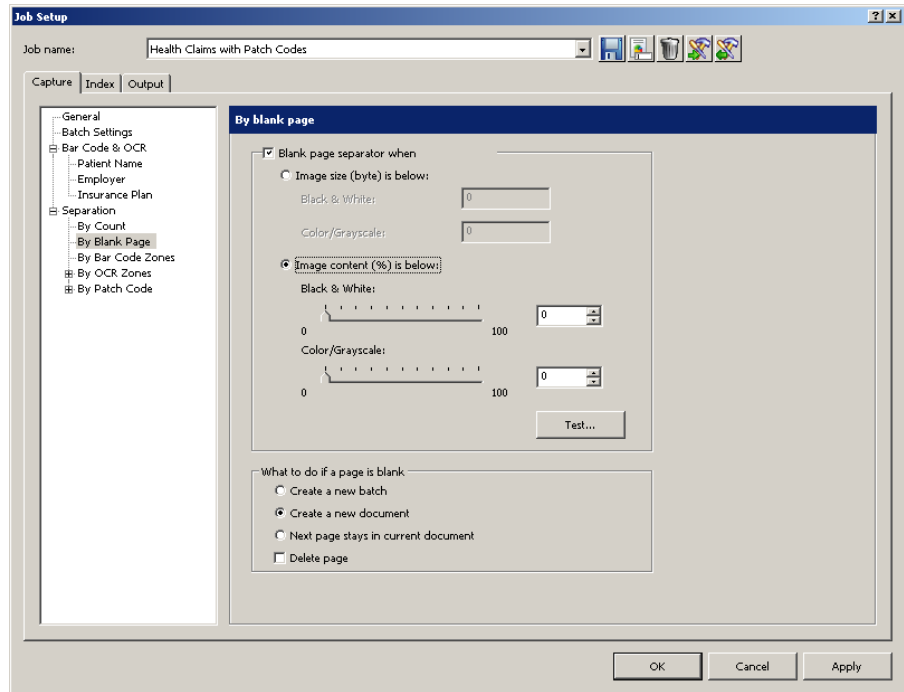 Job Setup
Job name: Health Claims with Patch Codes
Capture Index Output
General
Batch Settings
Bar Code & OCR
Patient Name
Employer
Insurance Plan
Separation
By Count
By Blank Page
By Bar Code Zones
By OCR Zones
By Patch Code
By blank page
Blank page separator when
Image size (byte) is below:
Black & White: 0
Color/Grayscale: 0
Image content (%) is below:
Black & White:
0 100 0
Color/Grayscale:
0 100 0
Test...
What to do if a page is blank
Create a new batch
Create a new document
Next page stays in current document
Delete page
OK Cancel Apply